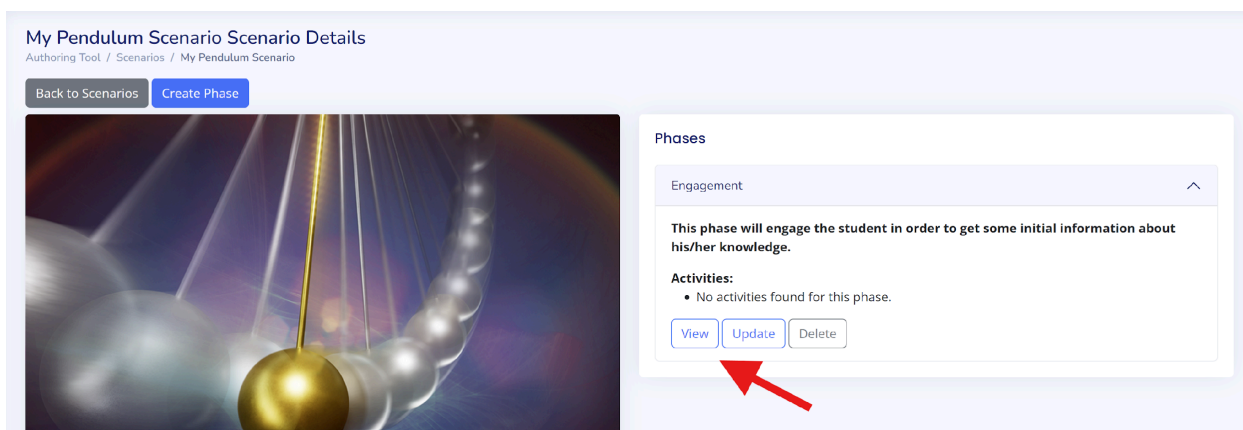 My Pendulum Scenario Scenario Details
Authoring Tool / Scenarios / My Pendulum Scenario
Back to Scenarios Create Phase
Phases
Engagement
This phase will engage the student in order to get some initial information about
his/her knowledge.
Activities:
• No activities found for this phase.
View Update Delete